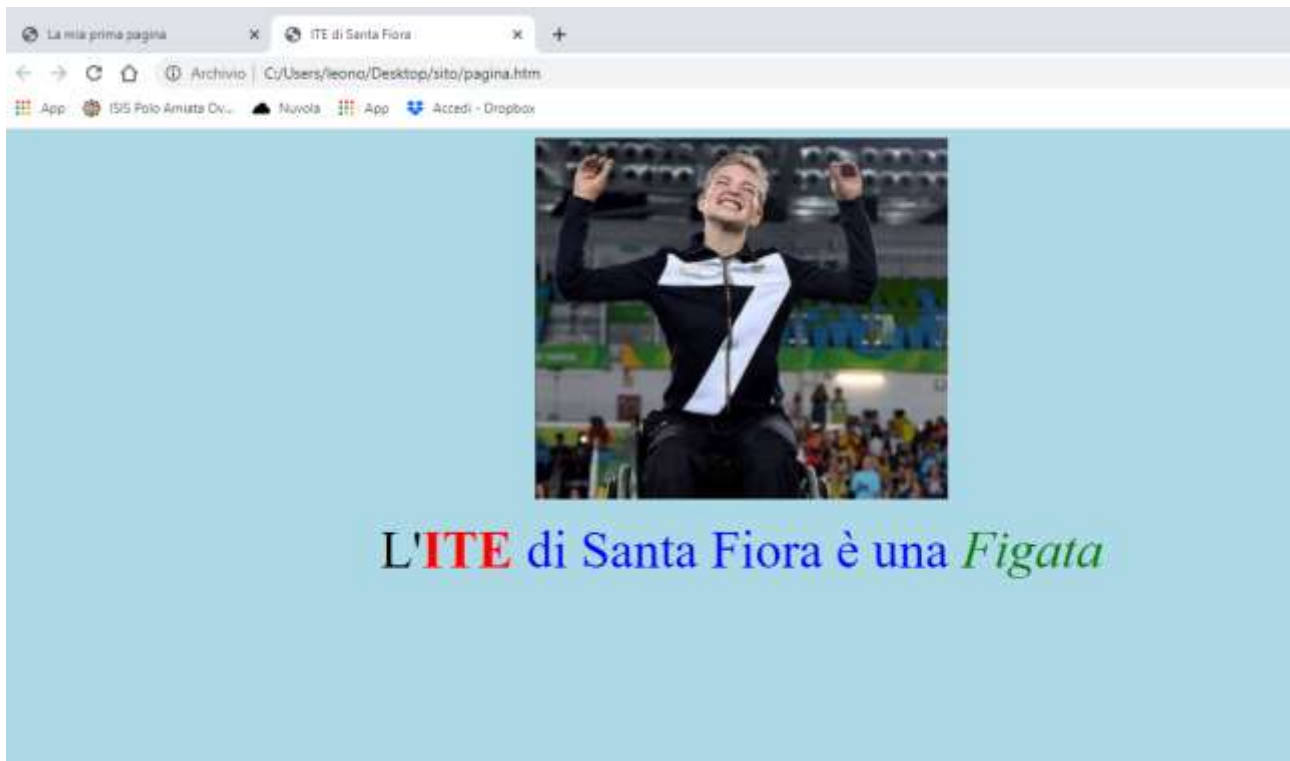 La mia prima pagina
ITE di Santa Fiora
Archivio | C:/Users/leono/Desktop/sito/pagina.htm
App ISIS Polo Amiata Ov... Nuvola App Accedi - Dropbox
7
L'ITE di Santa Fiora è una Figata